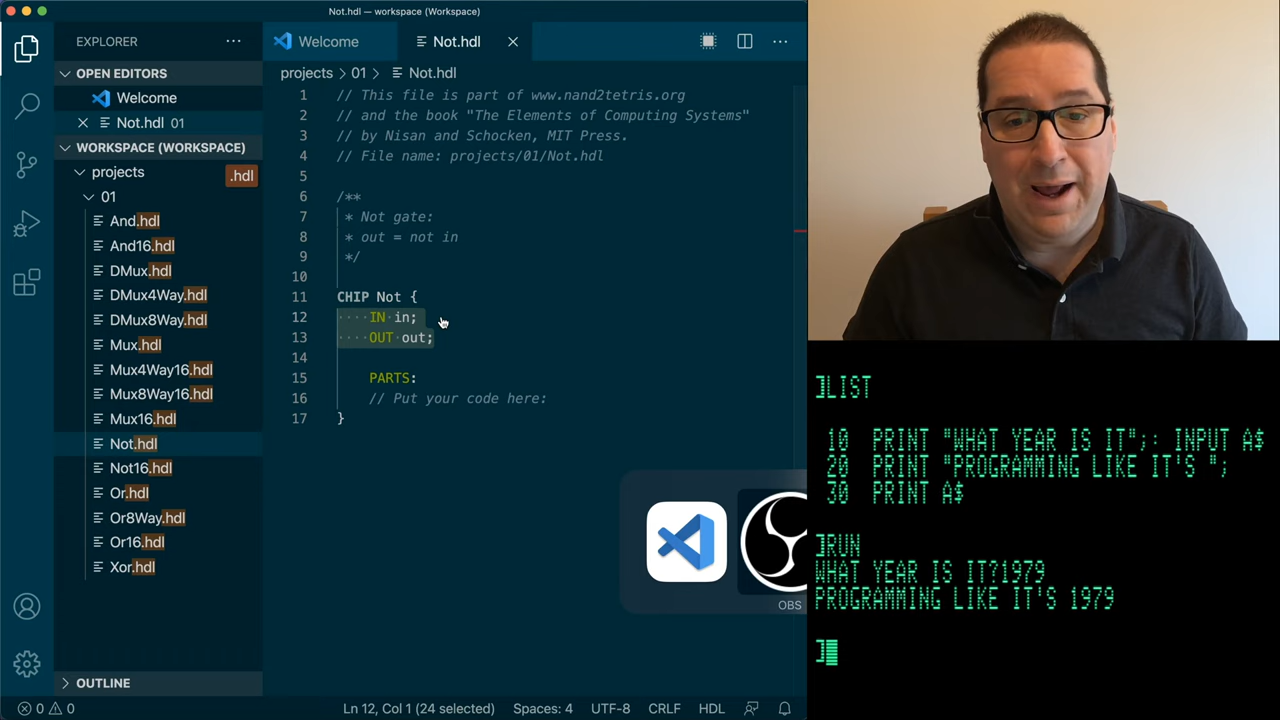 Not.hdl — workspace (Workspace)
EXPLORER
OPEN EDITORS
Welcome
Not.hdl 01
WORKSPACE (WORKSPACE)
projects
.hdl
01
And.hdl
And16.hdl
DMux.hdl
DMux4Way.hdl
DMux8Way.hdl
Mux.hdl
Mux4Way16.hdl
Mux8Way16.hdl
Mux16.hdl
Not.hdl
Not16.hdl
Or.hdl
Or8Way.hdl
Or16.hdl
Xor.hdl
OUTLINE
Welcome
Not.hdl
projects > 01 > Not.hdl
1 // This file is part of www.nand2tetris.org
2 // and the book "The Elements of Computing Systems"
3 // by Nisan and Schocken, MIT Press.
4 // File name: projects/01/Not.hdl
5
6 /**
7 * Not gate:
8 * out = not in
9 */
10
11 CHIP Not {
12 ····IN·in;
13 ····OUT·out;
14
15 PARTS:
16 // Put your code here:
17 }
OBS
0 0
Ln 12, Col 1 (24 selected)
Spaces: 4
UTF-8
CRLF
HDL
]LIST
10 PRINT "WHAT YEAR IS IT";: INPUT A$
20 PRINT "PROGRAMMING LIKE IT'S ";
30 PRINT A$
]RUN
WHAT YEAR IS IT?1979
PROGRAMMING LIKE IT'S 1979
]